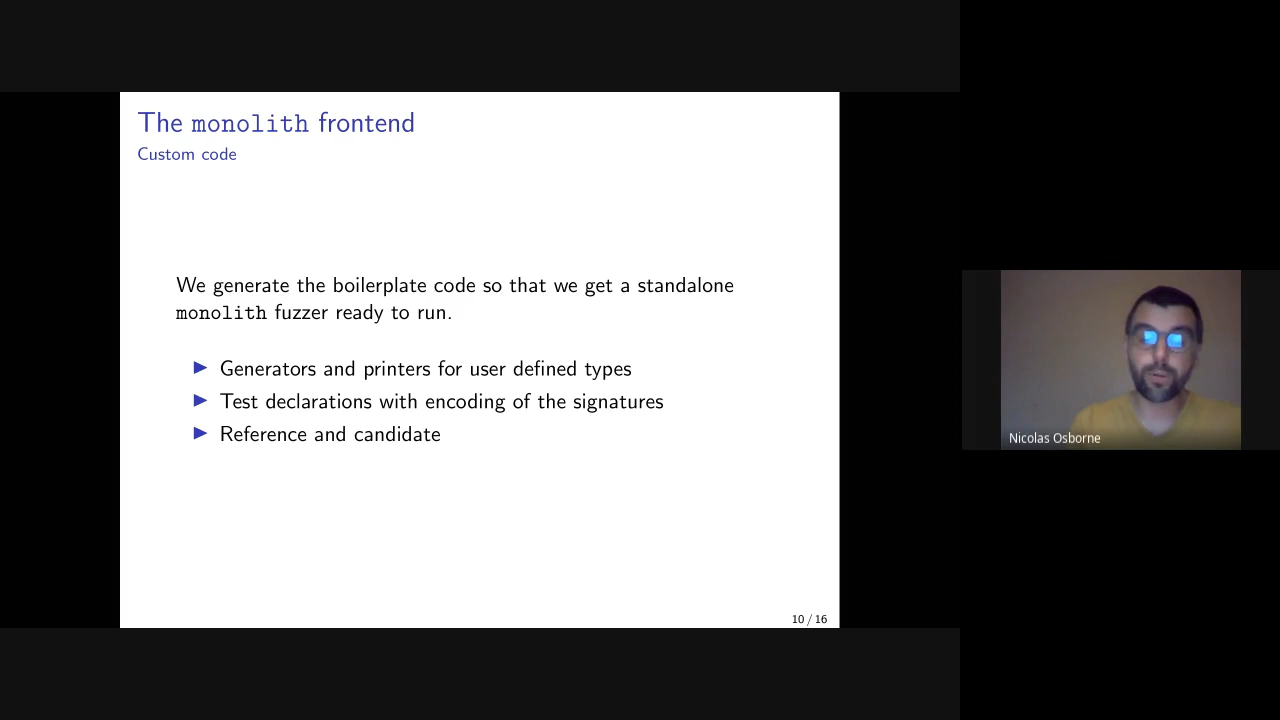 The monolith frontend
Custom code
We generate the boilerplate code so that we get a standalone
monolith fuzzer ready to run.
▶ Generators and printers for user defined types
▶ Test declarations with encoding of the signatures
▶ Reference and candidate
10 / 16
Nicolas Osborne